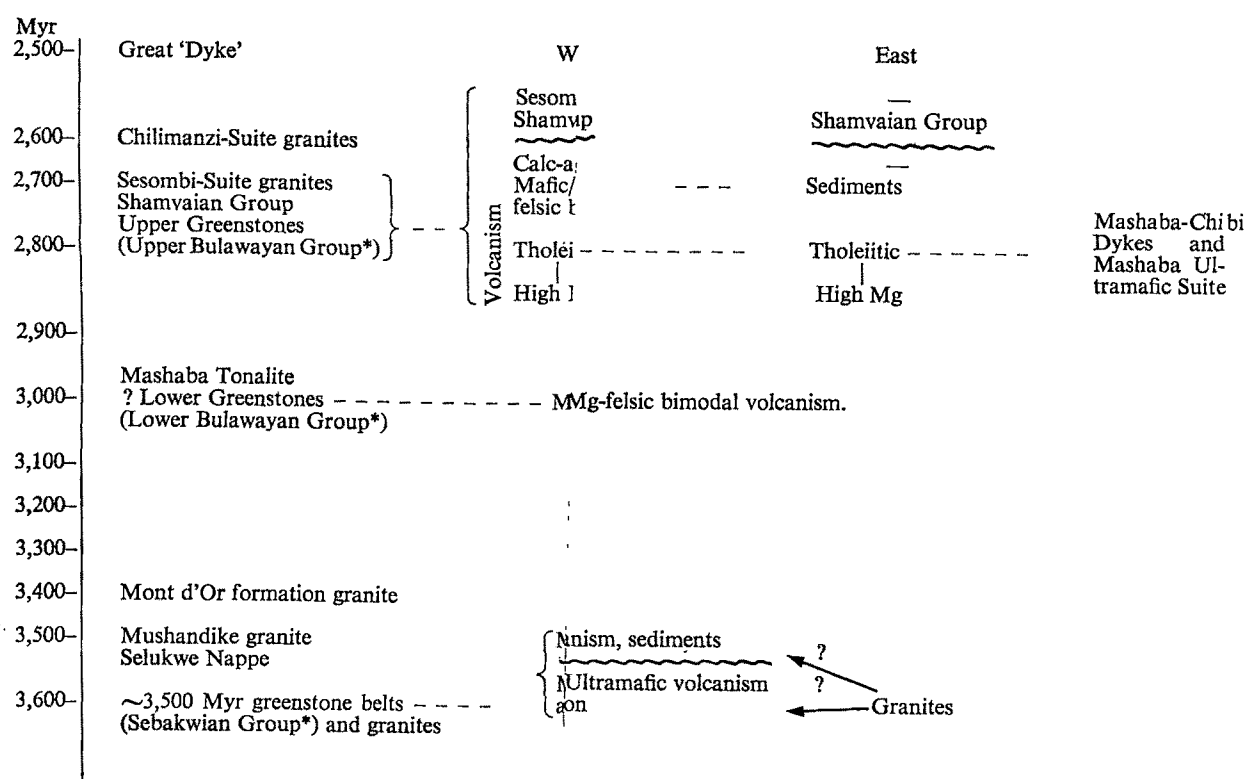 Myr
2,500– Great 'Dyke' W East
Sesom
Shamup Shamvaian Group
2,600– Chilimanzi-Suite granites
Calc-a
2,700– Sesombi-Suite granites Mafic/ Sediments
Shamvaian Group felsic
Upper Greenstones
2,800– (Upper Bulawayan Group*) Tholei Tholeiitic
Volcanism
High High Mg
Mashaba-Chibi
Dykes and
Mashaba Ul-
tramafic Suite
2,900–
Mashaba Tonalite
3,000– ? Lower Greenstones MMg-felsic bimodal volcanism.
(Lower Bulawayan Group*)
3,100–
3,200–
3,300–
3,400– Mont d'Or formation granite
3,500– Mushandike granite nism, sediments
Selukwe Nappe ?
Ultramafic volcanism ?
3,600– ~3,500 Myr greenstone belts aon Granites
(Sebakwian Group*) and granites